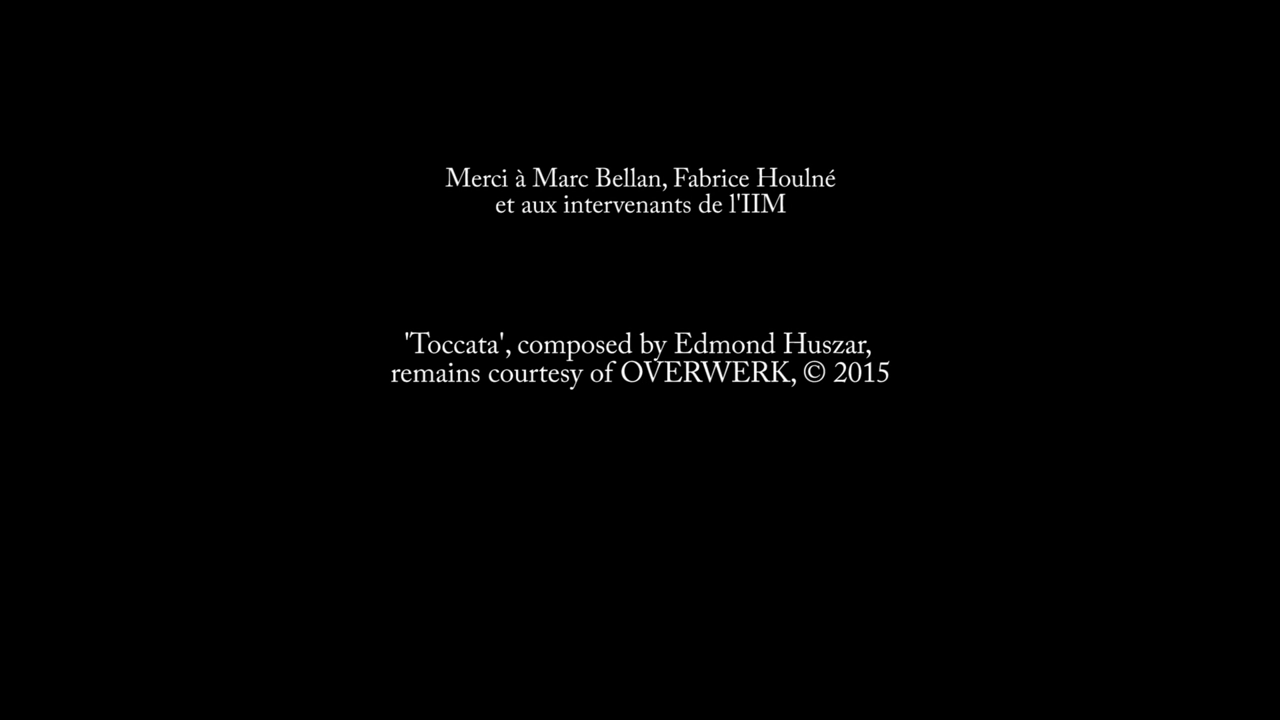 Merci à Marc Bellan, Fabrice Houlné
et aux intervenants de l'IIM
'Toccata', composed by Edmond Huszar,
remains courtesy of OVERWERK, © 2015